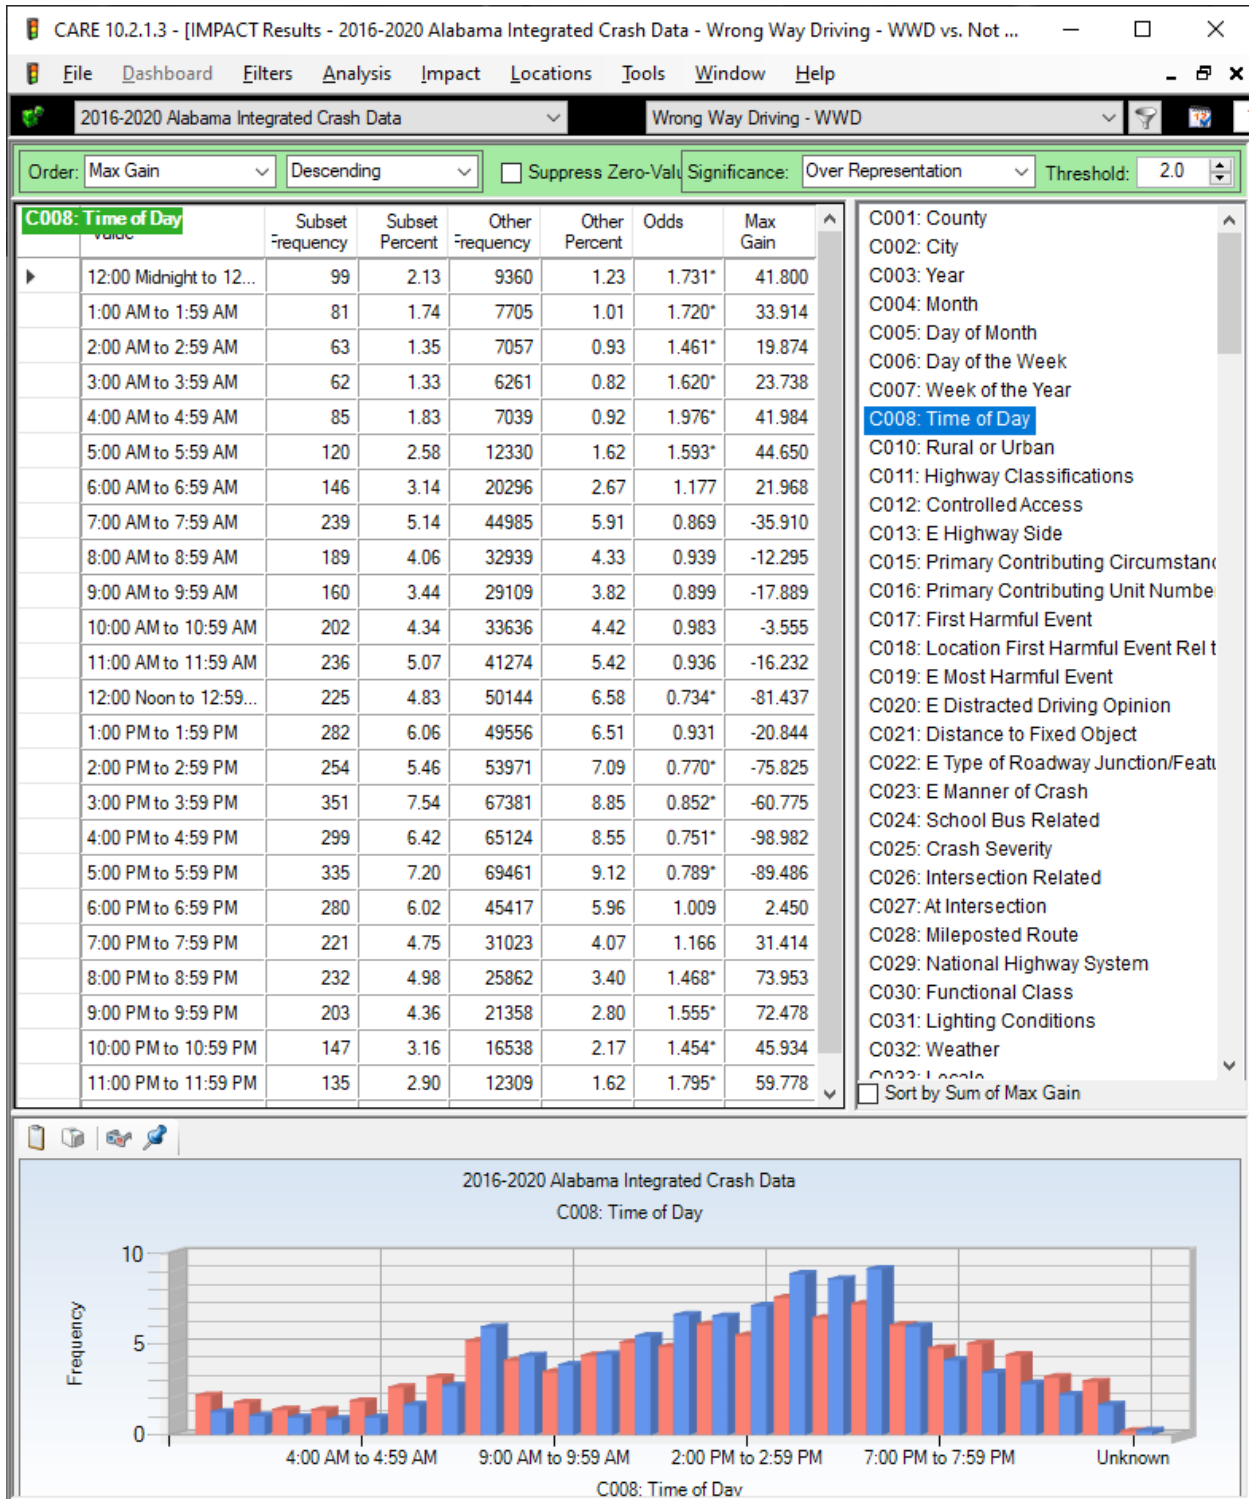 CARE 10.2.1.3 - [IMPACT Results - 2016-2020 Alabama Integrated Crash Data - Wrong Way Driving - WWD vs. Not ...
File Dashboard Filters Analysis Impact Locations Tools Window Help
2016-2020 Alabama Integrated Crash Data Wrong Way Driving - WWD
Order: Max Gain Descending Suppress Zero-Valu Significance: Over Representation Threshold: 2.0
C008: Time of Day
Value Subset Frequency Subset Percent Other Frequency Other Percent Odds Max Gain
12:00 Midnight to 12... 99 2.13 9360 1.23 1.731* 41.800
1:00 AM to 1:59 AM 81 1.74 7705 1.01 1.720* 33.914
2:00 AM to 2:59 AM 63 1.35 7057 0.93 1.461* 19.874
3:00 AM to 3:59 AM 62 1.33 6261 0.82 1.620* 23.738
4:00 AM to 4:59 AM 85 1.83 7039 0.92 1.976* 41.984
5:00 AM to 5:59 AM 120 2.58 12330 1.62 1.593* 44.650
6:00 AM to 6:59 AM 146 3.14 20296 2.67 1.177 21.968
7:00 AM to 7:59 AM 239 5.14 44985 5.91 0.869 -35.910
8:00 AM to 8:59 AM 189 4.06 32939 4.33 0.939 -12.295
9:00 AM to 9:59 AM 160 3.44 29109 3.82 0.899 -17.889
10:00 AM to 10:59 AM 202 4.34 33636 4.42 0.983 -3.555
11:00 AM to 11:59 AM 236 5.07 41274 5.42 0.936 -16.232
12:00 Noon to 12:59... 225 4.83 50144 6.58 0.734* -81.437
1:00 PM to 1:59 PM 282 6.06 49556 6.51 0.931 -20.844
2:00 PM to 2:59 PM 254 5.46 53971 7.09 0.770* -75.825
3:00 PM to 3:59 PM 351 7.54 67381 8.85 0.852* -60.775
4:00 PM to 4:59 PM 299 6.42 65124 8.55 0.751* -98.982
5:00 PM to 5:59 PM 335 7.20 69461 9.12 0.789* -89.486
6:00 PM to 6:59 PM 280 6.02 45417 5.96 1.009 2.450
7:00 PM to 7:59 PM 221 4.75 31023 4.07 1.166 31.414
8:00 PM to 8:59 PM 232 4.98 25862 3.40 1.468* 73.953
9:00 PM to 9:59 PM 203 4.36 21358 2.80 1.555* 72.478
10:00 PM to 10:59 PM 147 3.16 16538 2.17 1.454* 45.934
11:00 PM to 11:59 PM 135 2.90 12309 1.62 1.795* 59.778
C001: County
C002: City
C003: Year
C004: Month
C005: Day of Month
C006: Day of the Week
C007: Week of the Year
C008: Time of Day
C010: Rural or Urban
C011: Highway Classifications
C012: Controlled Access
C013: E Highway Side
C015: Primary Contributing Circumstanc
C016: Primary Contributing Unit Number
C017: First Harmful Event
C018: Location First Harmful Event Rel t
C019: E Most Harmful Event
C020: E Distracted Driving Opinion
C021: Distance to Fixed Object
C022: E Type of Roadway Junction/Featu
C023: E Manner of Crash
C024: School Bus Related
C025: Crash Severity
C026: Intersection Related
C027: At Intersection
C028: Mileposted Route
C029: National Highway System
C030: Functional Class
C031: Lighting Conditions
C032: Weather
C033: Locale
Sort by Sum of Max Gain
2016-2020 Alabama Integrated Crash Data
C008: Time of Day
Frequency
10
5
0
4:00 AM to 4:59 AM 9:00 AM to 9:59 AM 2:00 PM to 2:59 PM 7:00 PM to 7:59 PM Unknown
C008: Time of Day